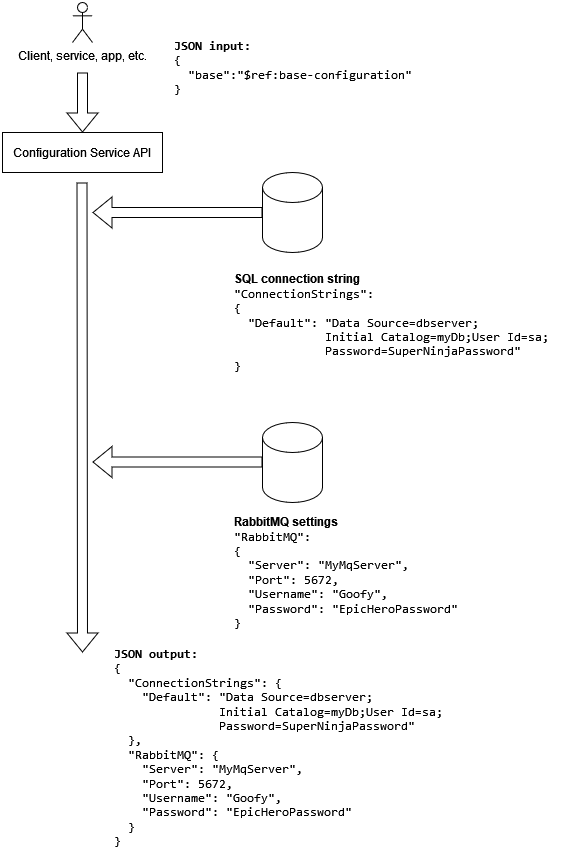 Client, service, app, etc.
JSON input:
{
  "base":"$ref:base-configuration"
}
Configuration Service API
SQL connection string
"ConnectionStrings":
{
  "Default": "Data Source=dbserver;
             Initial Catalog=myDb;User Id=sa;
             Password=SuperNinjaPassword"
}
RabbitMQ settings
"RabbitMQ":
{
  "Server": "MyMqServer",
  "Port": 5672,
  "Username": "Goofy",
  "Password": "EpicHeroPassword"
}
JSON output:
{
  "ConnectionStrings": {
    "Default": "Data Source=dbserver;
               Initial Catalog=myDb;User Id=sa;
               Password=SuperNinjaPassword"
  },
  "RabbitMQ": {
    "Server": "MyMqServer",
    "Port": 5672,
    "Username": "Goofy",
    "Password": "EpicHeroPassword"
  }
}